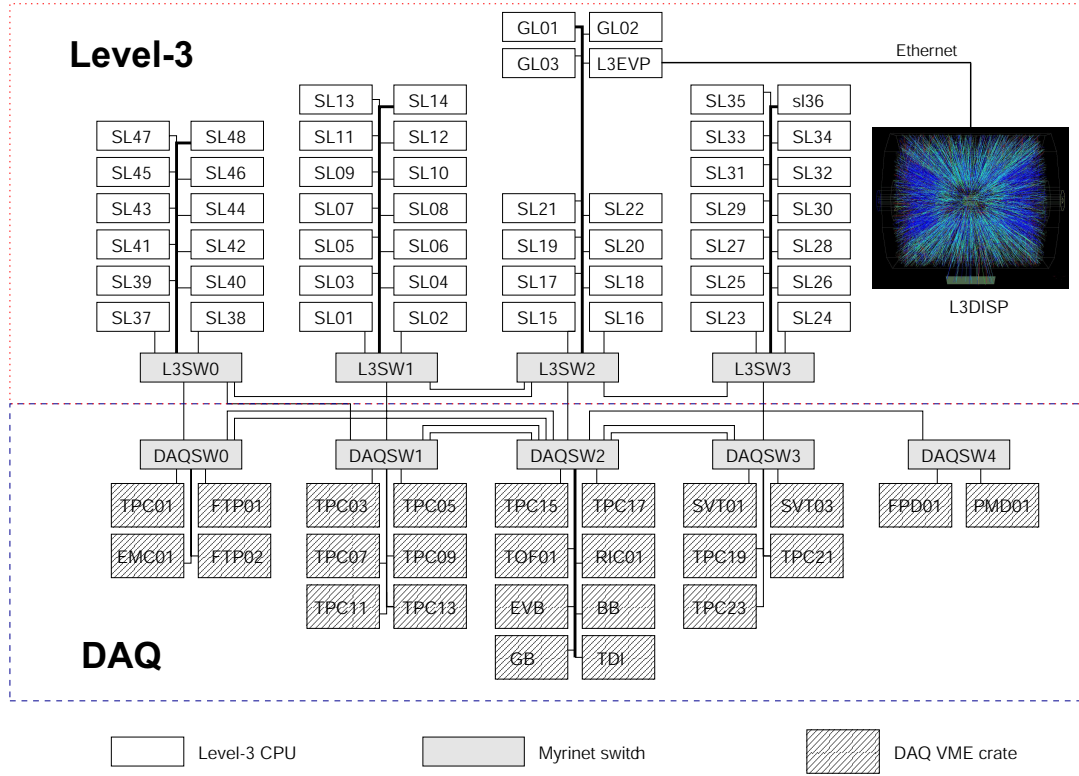 GL01 GL02
Level-3
Ethernet
GL03 L3EVP
SL13 SL14 SL35 sl36
SL47 SL48 SL11 SL12 SL33 SL34
SL45 SL46 SL09 SL10 SL31 SL32
SL43 SL44 SL07 SL08 SL21 SL22 SL29 SL30
SL41 SL42 SL05 SL06 SL19 SL20 SL27 SL28
SL39 SL40 SL03 SL04 SL17 SL18 SL25 SL26
L3DISP
SL37 SL38 SL01 SL02 SL15 SL16 SL23 SL24
L3SW0 L3SW1 L3SW2 L3SW3
DAQSW0 DAQSW1 DAQSW2 DAQSW3 DAQSW4
TPC01 FTP01 TPC03 TPC05 TPC15 TPC17 SVT01 SVT03 FPD01 PMD01
EMC01 FTP02 TPC07 TPC09 TOF01 RIC01 TPC19 TPC21
TPC11 TPC13 EVB BB TPC23
DAQ
GB TDI
Level-3 CPU Myrinet switch DAQ VME crate